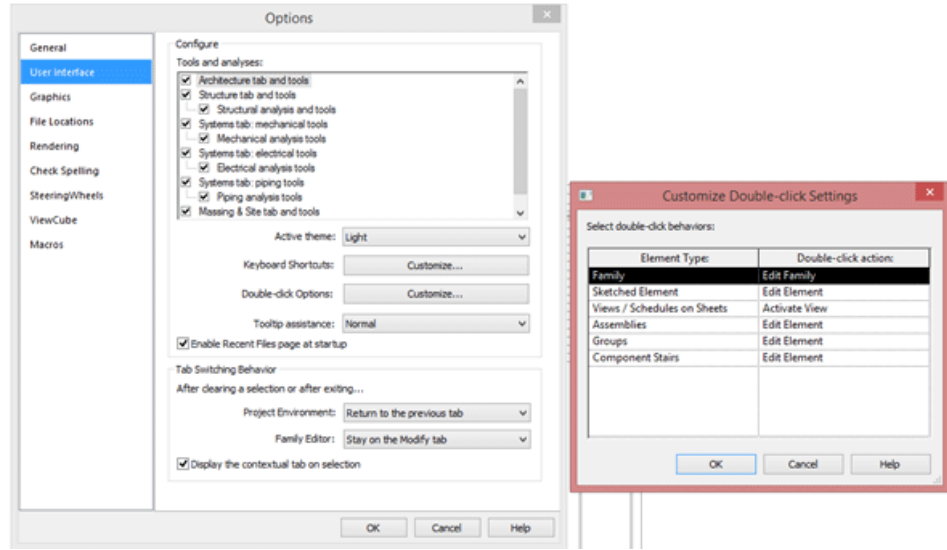 Options
General
User Interface
Graphics
File Locations
Rendering
Check Spelling
SteeringWheels
ViewCube
Macros
Configure
Tools and analyses:
Architecture tab and tools
Structure tab and tools
Structural analysis and tools
Systems tab: mechanical tools
Mechanical analysis tools
Systems tab: electrical tools
Electrical analysis tools
Systems tab: piping tools
Piping analysis tools
Massing & Site tab and tools
Active theme: Light
Keyboard Shortcuts: Customize...
Double-click Options: Customize...
Tooltip assistance: Normal
Enable Recent Files page at startup
Tab Switching Behavior
After clearing a selection or after exiting...
Project Environment: Return to the previous tab
Family Editor: Stay on the Modify tab
Display the contextual tab on selection
OK Cancel Help
Customize Double-click Settings
Select double-click behaviors:
Element Type: Double-click action:
Family Edit Family
Sketched Element Edit Element
Views / Schedules on Sheets Activate View
Assemblies Edit Element
Groups Edit Element
Component Stairs Edit Element
OK Cancel Help